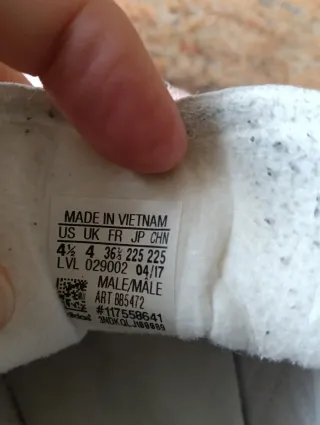 MADE IN VIETNAM
US UK FR JP CHN
4½ 4 36⅔ 225 225
LVL 029002 04/17
MALE/MÂLE
ART BB5472
#117558641